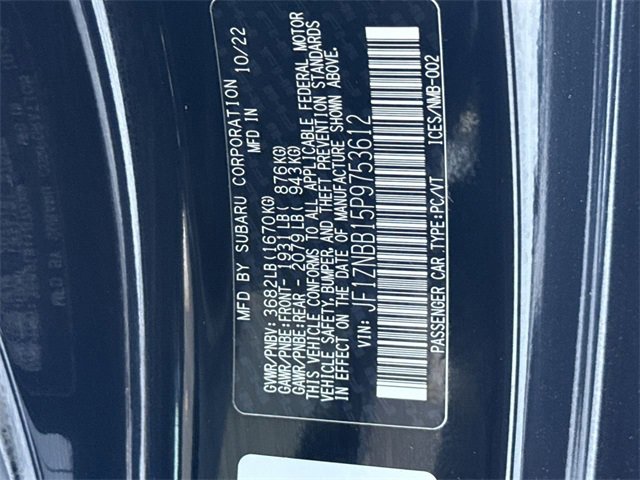 MFD BY SUBARU CORPORATION 10/22
MFD IN
GVWR/PNBV: 3682LB(1670KG)
GAWR/PNBE:FRONT- 1931LB( 876KG)
GAWR/PNBE:REAR - 2079LB( 943KG)
THIS VEHICLE CONFORMS TO ALL APPLICABLE FEDERAL MOTOR
VEHICLE SAFETY, BUMPER, AND THEFT PREVENTION STANDARDS
IN EFFECT ON THE DATE OF MANUFACTURE SHOWN ABOVE.
VIN: JF1ZNBB15P9753612
PASSENGER CAR TYPE:PC/VT ICES/NMB-002